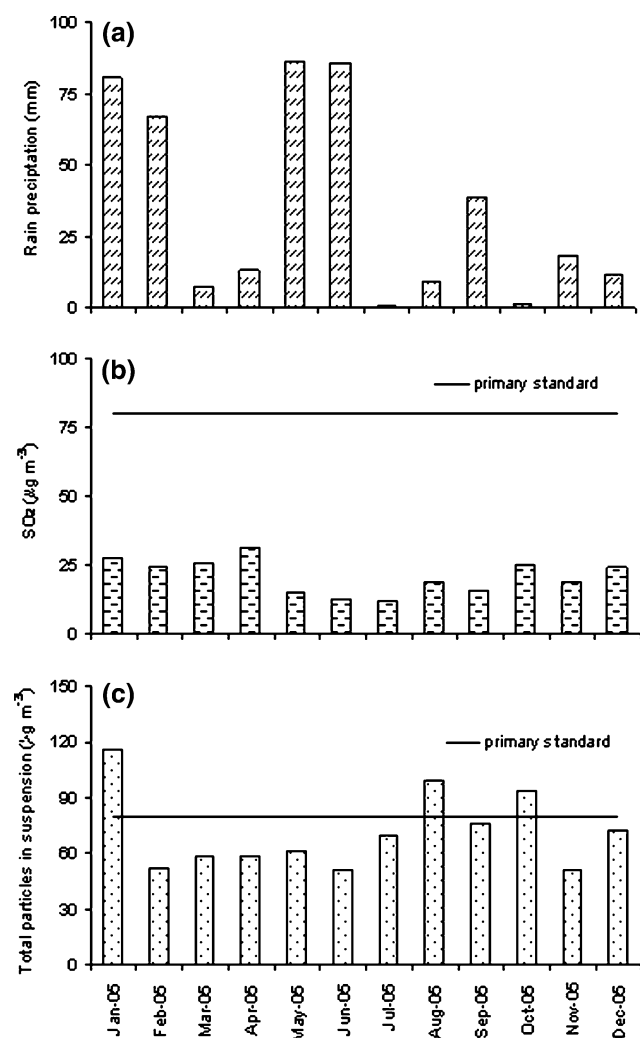 (a)
Rain preciptation (mm)
100
75
50
25
0
(b)
SO₂ (μg m⁻³)
100
75
50
25
0
primary standard
(c)
Total particles in suspension (μg m⁻³)
150
120
90
60
30
0
primary standard
Jan-05
Feb-05
Mar-05
Apr-05
May-05
Jun-05
Jul-05
Aug-05
Sep-05
Oct-05
Nov-05
Dec-05